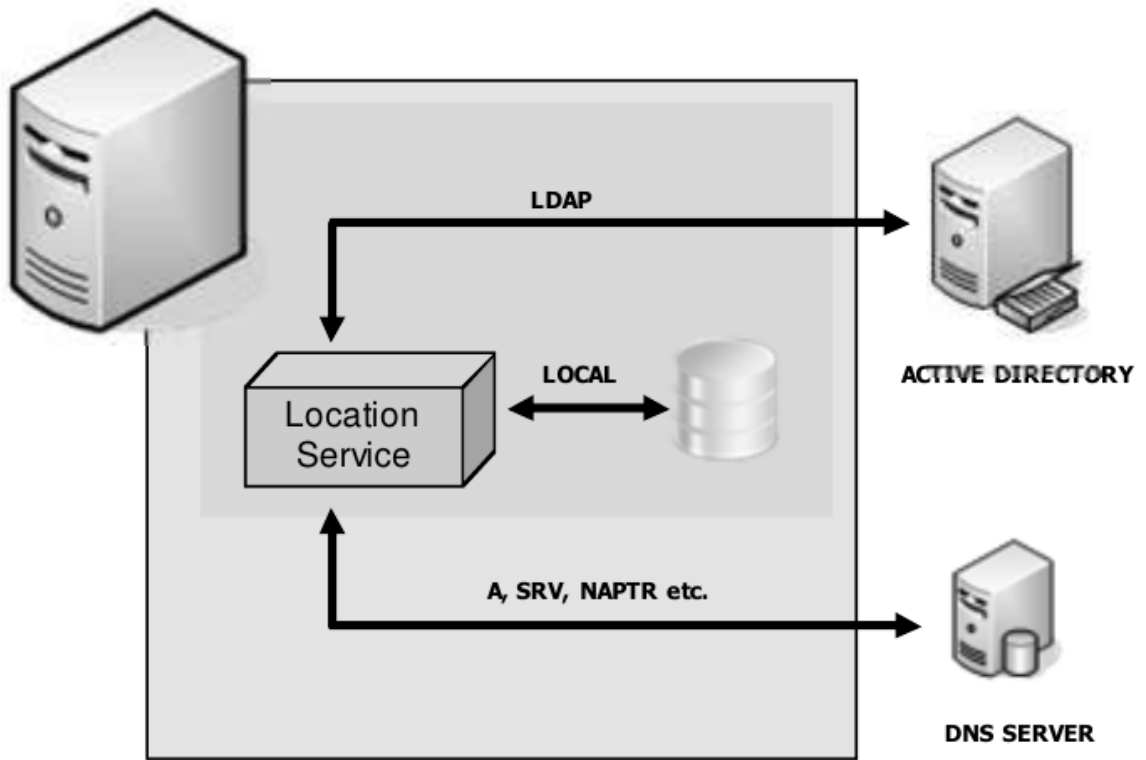 LDAP
ACTIVE DIRECTORY
LOCAL
Location
Service
A, SRV, NAPTR etc.
DNS SERVER